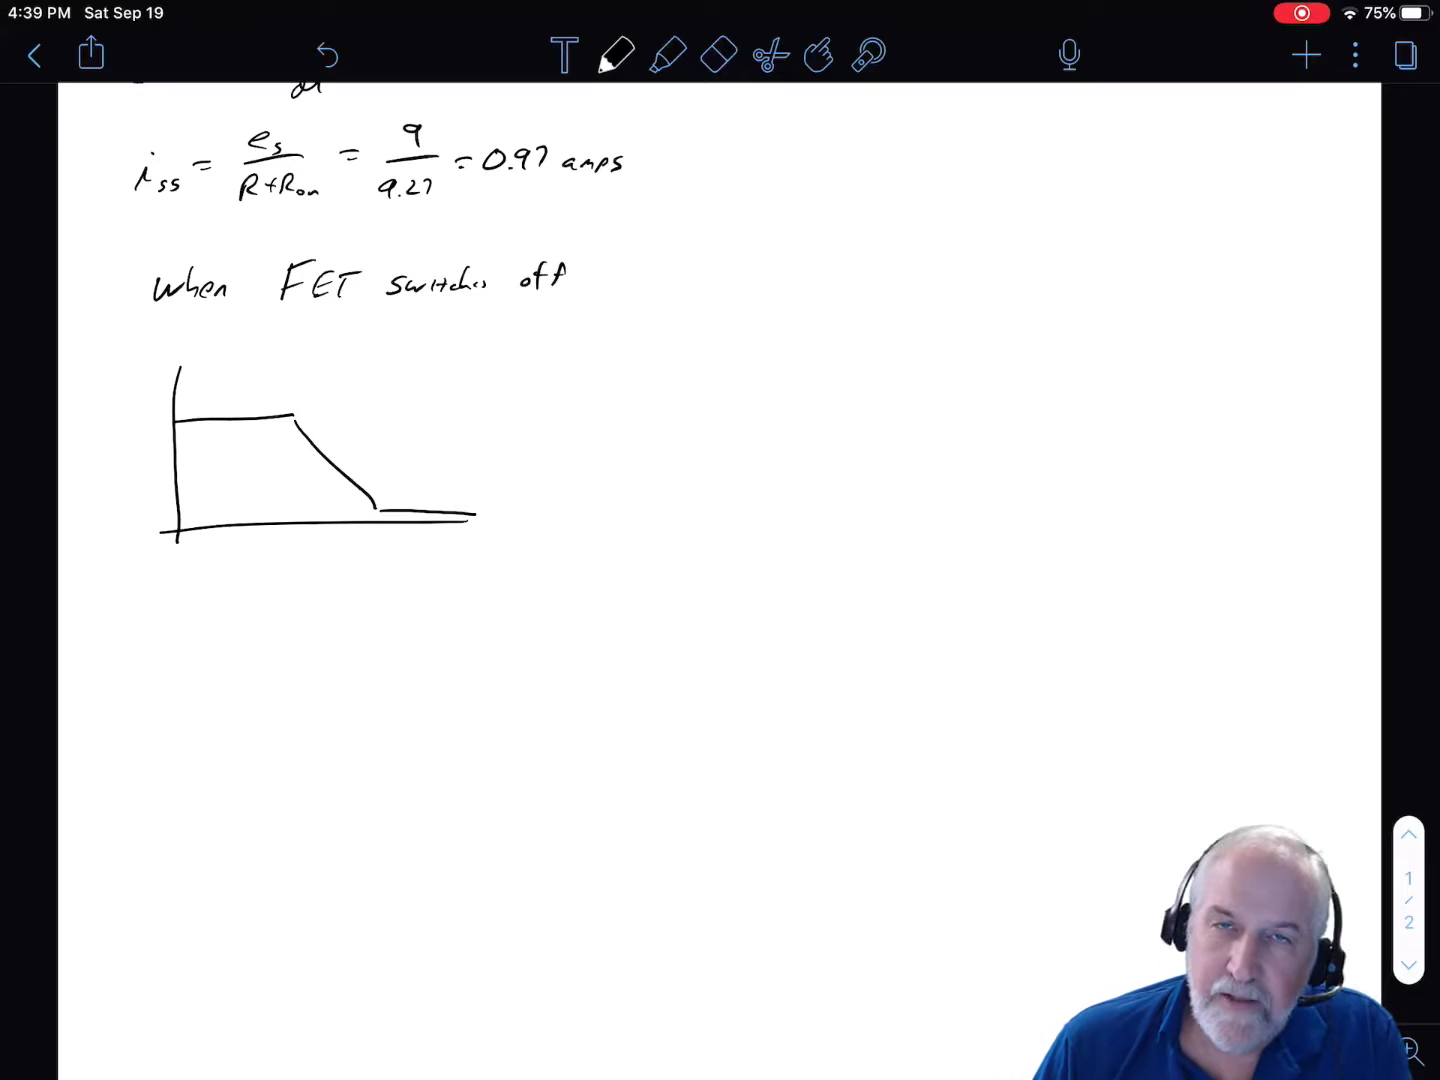 4:39 PM Sat Sep 19 75%
T
i_ss = e_s / (R + R_on) = 9 / 9.27 = 0.97 amps
when FET switches off
1 / 2